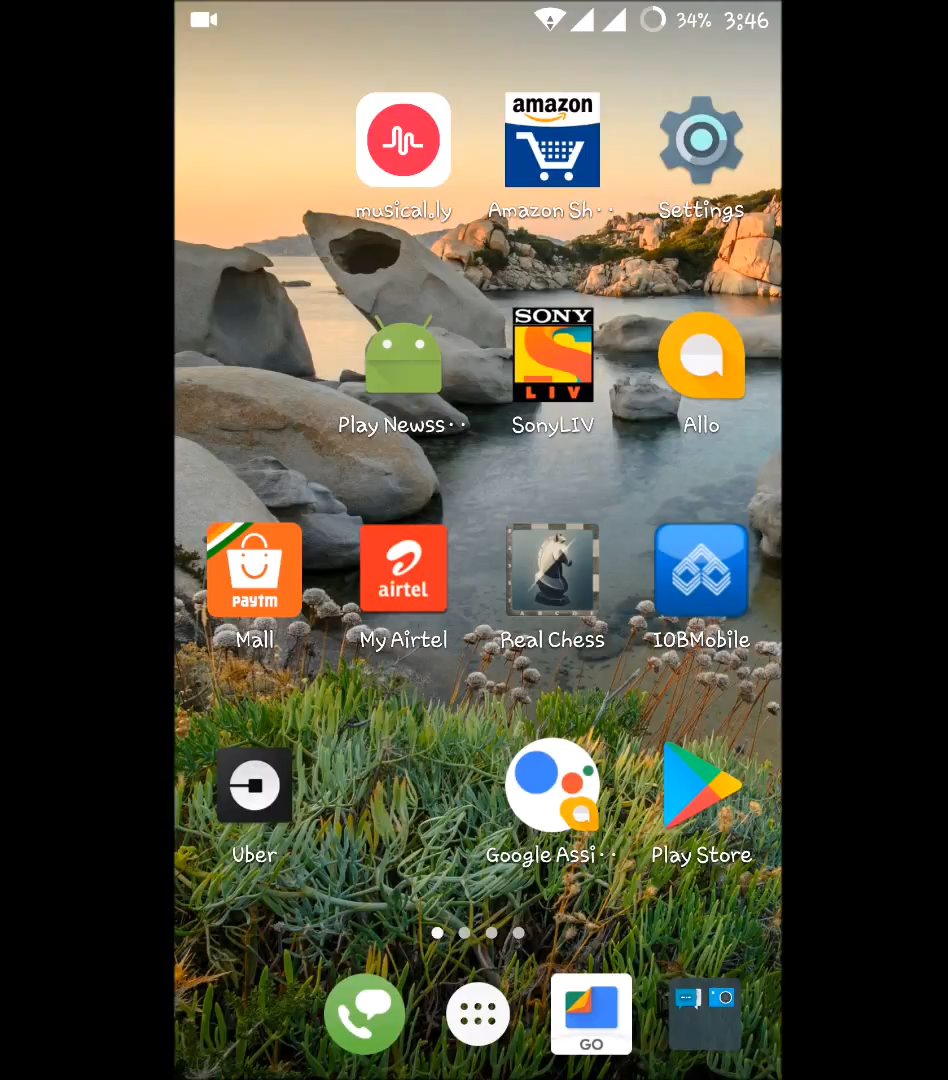 34% 3:46
amazon
musical.ly Amazon Sh·· Settings
SONY
LIV
Play Newss·· SonyLIV Allo
paytm airtel
Mall My Airtel Real Chess IOBMobile
Uber Google Assi·· Play Store
GO